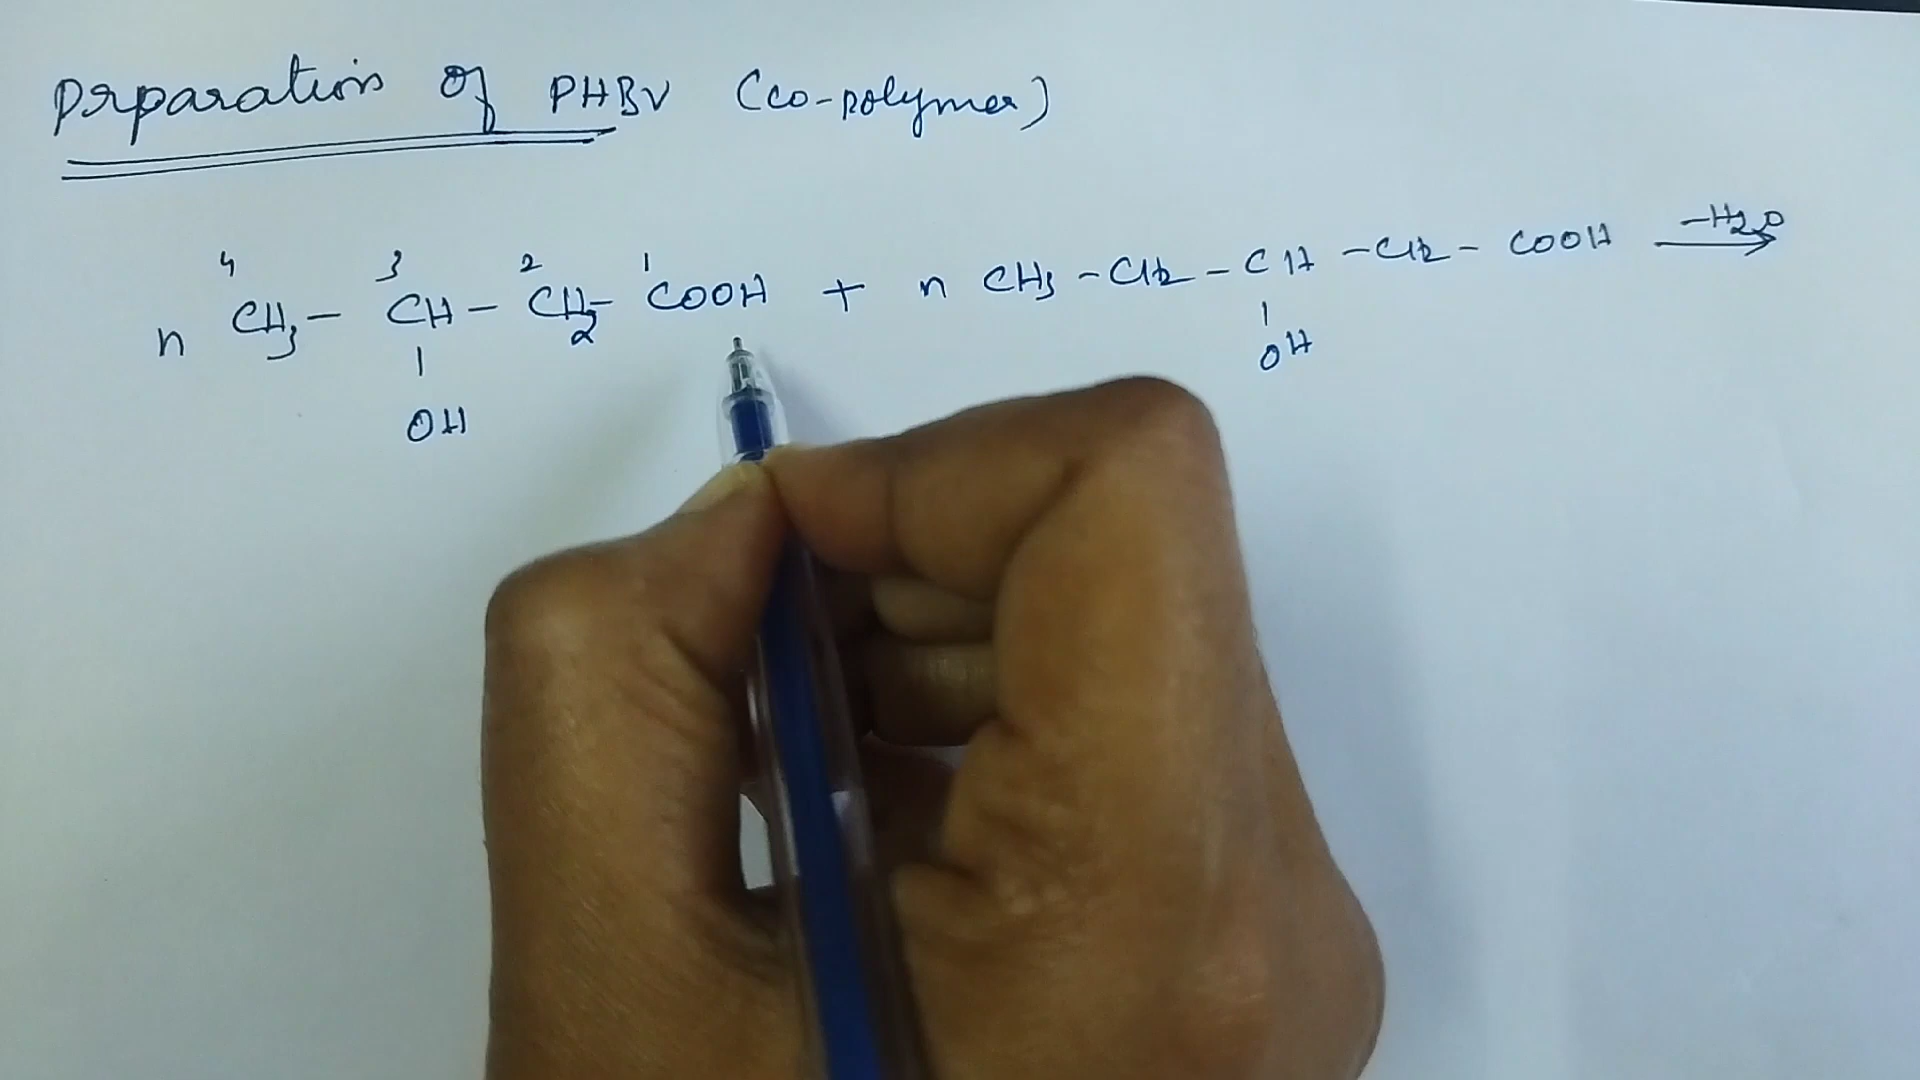 Prparation of PHBV (co-polymer)
4 3 2 1
n CH3 - CH - CH2 - COOH + n CH3 - CH2 - CH - CH2 - COOH -H2O →
| |
OH OH